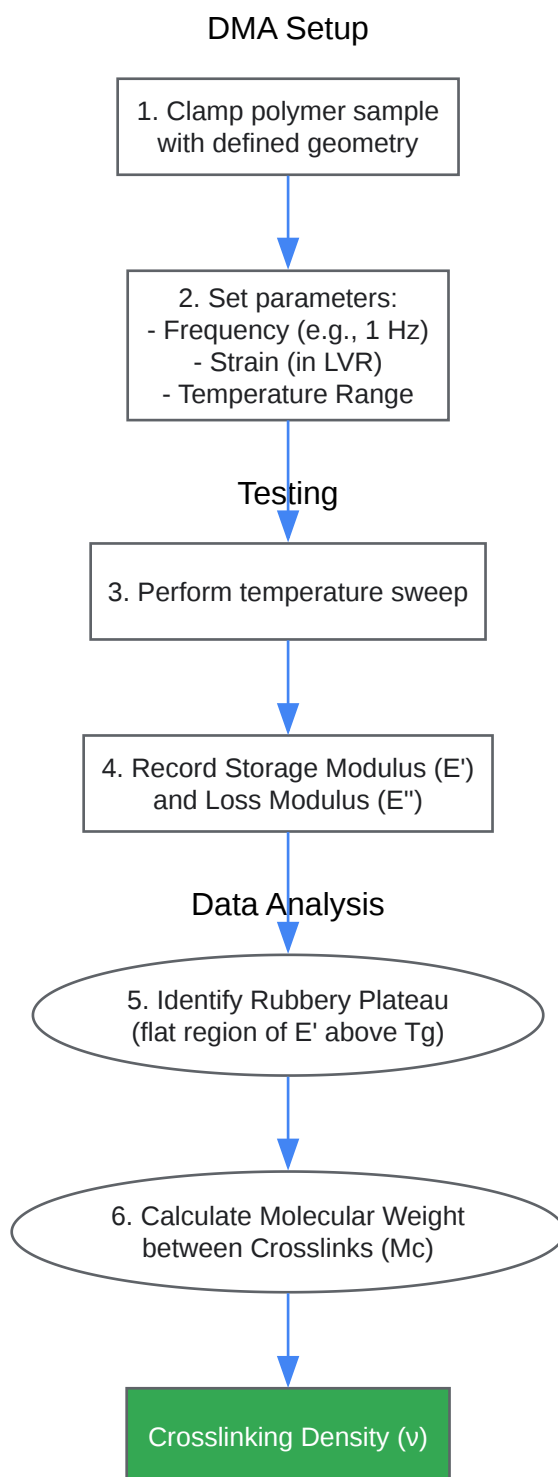 DMA Setup
1. Clamp polymer sample
with defined geometry
2. Set parameters:
- Frequency (e.g., 1 Hz)
- Strain (in LVR)
- Temperature Range
Testing
3. Perform temperature sweep
4. Record Storage Modulus (E')
and Loss Modulus (E'')
Data Analysis
5. Identify Rubbery Plateau
(flat region of E' above Tg)
6. Calculate Molecular Weight
between Crosslinks (Mc)
Crosslinking Density (ν)